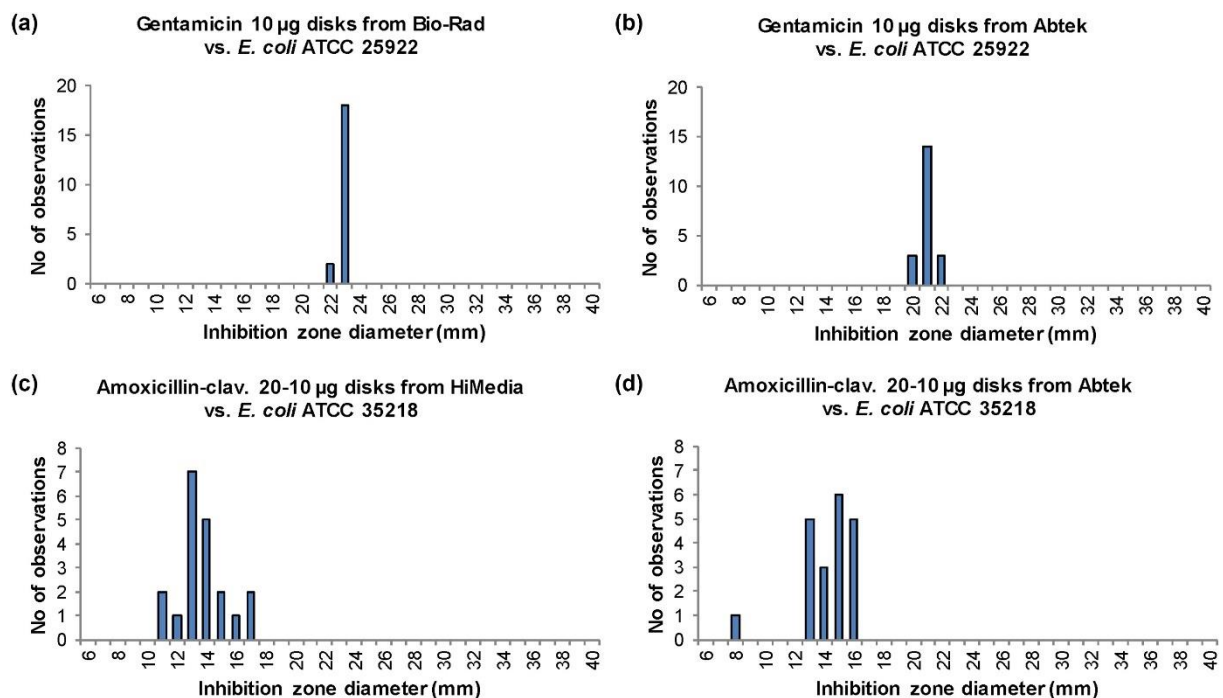 (a)
Gentamicin 10 µg disks from Bio-Rad
vs. E. coli ATCC 25922
No of observations
20
15
10
5
0
6 8 10 12 14 16 18 20 22 24 26 28 30 32 34 36 38 40
Inhibition zone diameter (mm)
(b)
Gentamicin 10 µg disks from Abtek
vs. E. coli ATCC 25922
No of observations
20
15
10
5
0
6 8 10 12 14 16 18 20 22 24 26 28 30 32 34 36 38 40
Inhibition zone diameter (mm)
(c)
Amoxicillin-clav. 20-10 µg disks from HiMedia
vs. E. coli ATCC 35218
No of observations
8
7
6
5
4
3
2
1
0
6 8 10 12 14 16 18 20 22 24 26 28 30 32 34 36 38 40
Inhibition zone diameter (mm)
(d)
Amoxicillin-clav. 20-10 µg disks from Abtek
vs. E. coli ATCC 35218
No of observations
8
7
6
5
4
3
2
1
0
6 8 10 12 14 16 18 20 22 24 26 28 30 32 34 36 38 40
Inhibition zone diameter (mm)